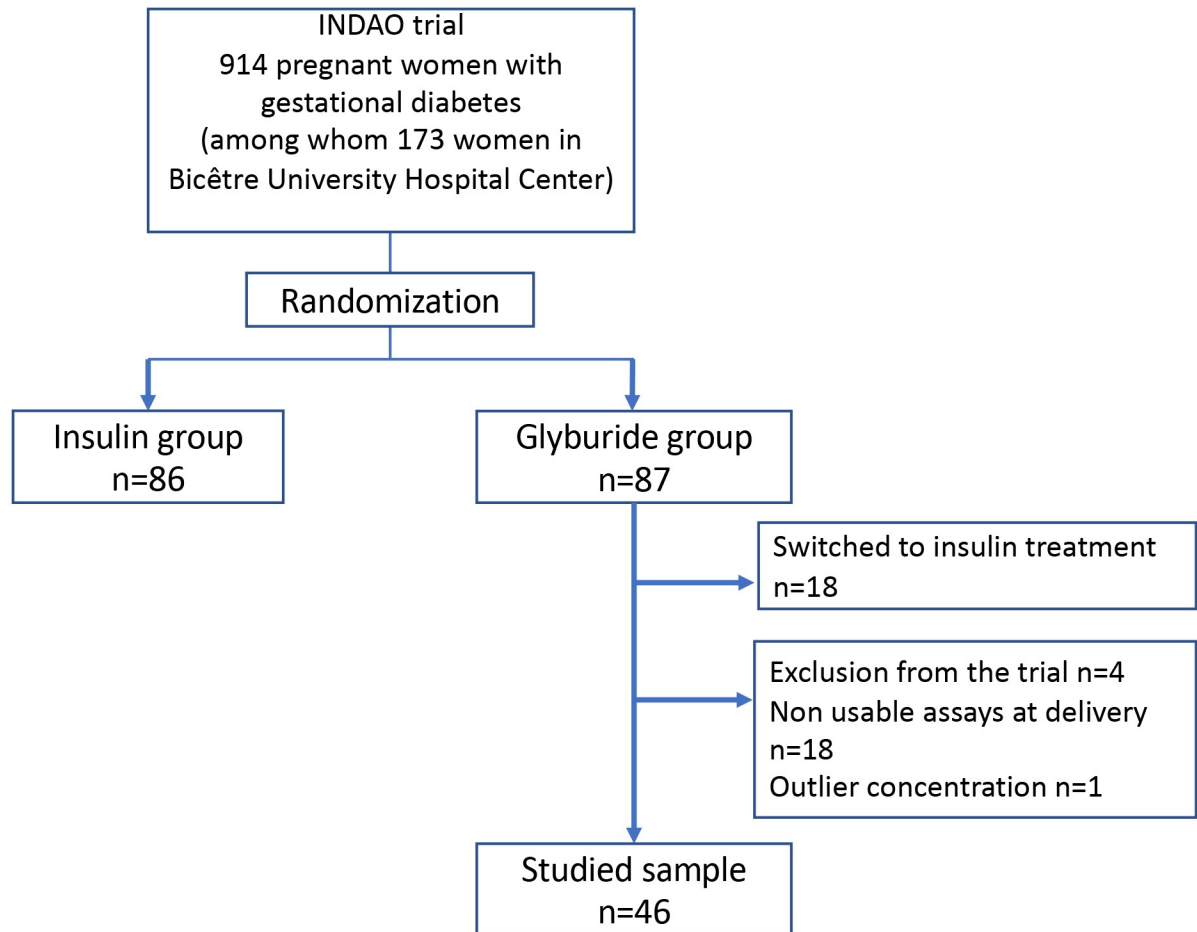 INDAO trial
914 pregnant women with
gestational diabetes
(among whom 173 women in
Bicêtre University Hospital Center)
Randomization
Insulin group
n=86
Glyburide group
n=87
Switched to insulin treatment
n=18
Exclusion from the trial n=4
Non usable assays at delivery
n=18
Outlier concentration n=1
Studied sample
n=46